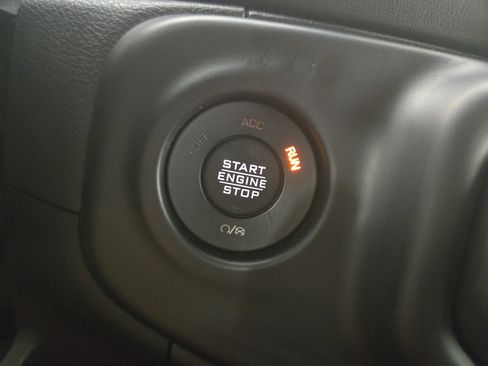 OFF
ACC
RUN
START
ENGINE
STOP